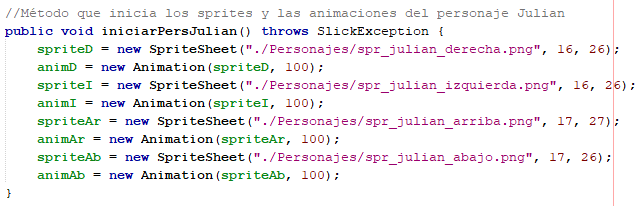 //Método que inicia los sprites y las animaciones del personaje Julian
public void iniciarPersJulian() throws SlickException {
    spriteD = new SpriteSheet("./Personajes/spr_julian_derecha.png", 16, 26);
    animD = new Animation(spriteD, 100);
    spriteI = new SpriteSheet("./Personajes/spr_julian_izquierda.png", 16, 26);
    animI = new Animation(spriteI, 100);
    spriteAr = new SpriteSheet("./Personajes/spr_julian_arriba.png", 17, 27);
    animAr = new Animation(spriteAr, 100);
    spriteAb = new SpriteSheet("./Personajes/spr_julian_abajo.png", 17, 26);
    animAb = new Animation(spriteAb, 100);
}